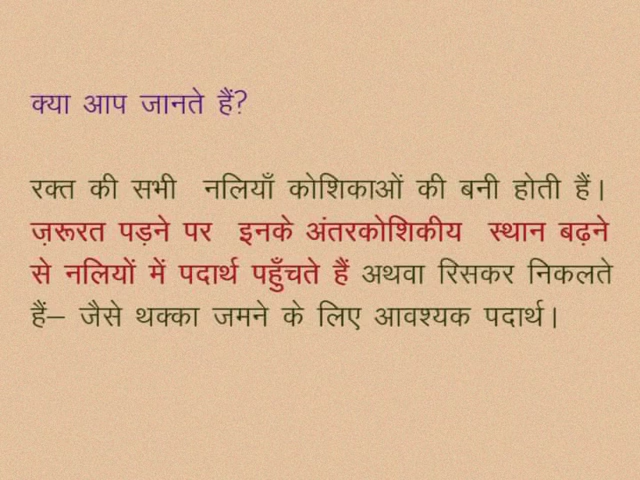 क्या आप जानते हैं?
रक्त की सभी नलियाँ कोशिकाओं की बनी होती हैं।
ज़रूरत पड़ने पर इनके अंतरकोशिकीय स्थान बढ़ने
से नलियों में पदार्थ पहुँचते हैं अथवा रिसकर निकलते
हैं– जैसे थक्का जमने के लिए आवश्यक पदार्थ।